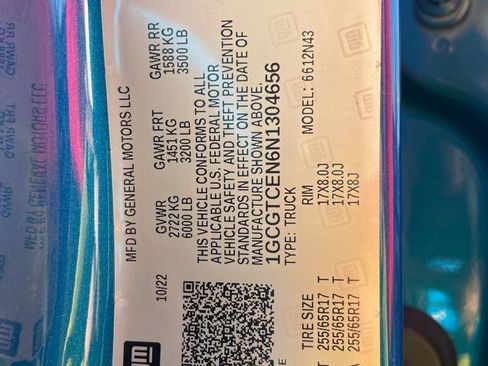 MFD BY GENERAL MOTORS LLC
10/22 GVWR GAWR FRT GAWR RR
2722 KG 1451 KG 1588 KG
6000 LB 3200 LB 3500 LB
THIS VEHICLE CONFORMS TO ALL
APPLICABLE U.S. FEDERAL MOTOR
VEHICLE SAFETY AND THEFT PREVENTION
STANDARDS IN EFFECT ON THE DATE OF
MANUFACTURE SHOWN ABOVE.
1GCGTCEN6N1304656
TYPE: TRUCK MODEL: 6612N43
TIRE SIZE RIM
T 255/65R17 T 17X8.0J
T 255/65R17 T 17X8.0J
255/65R17 T 17X8J
gm